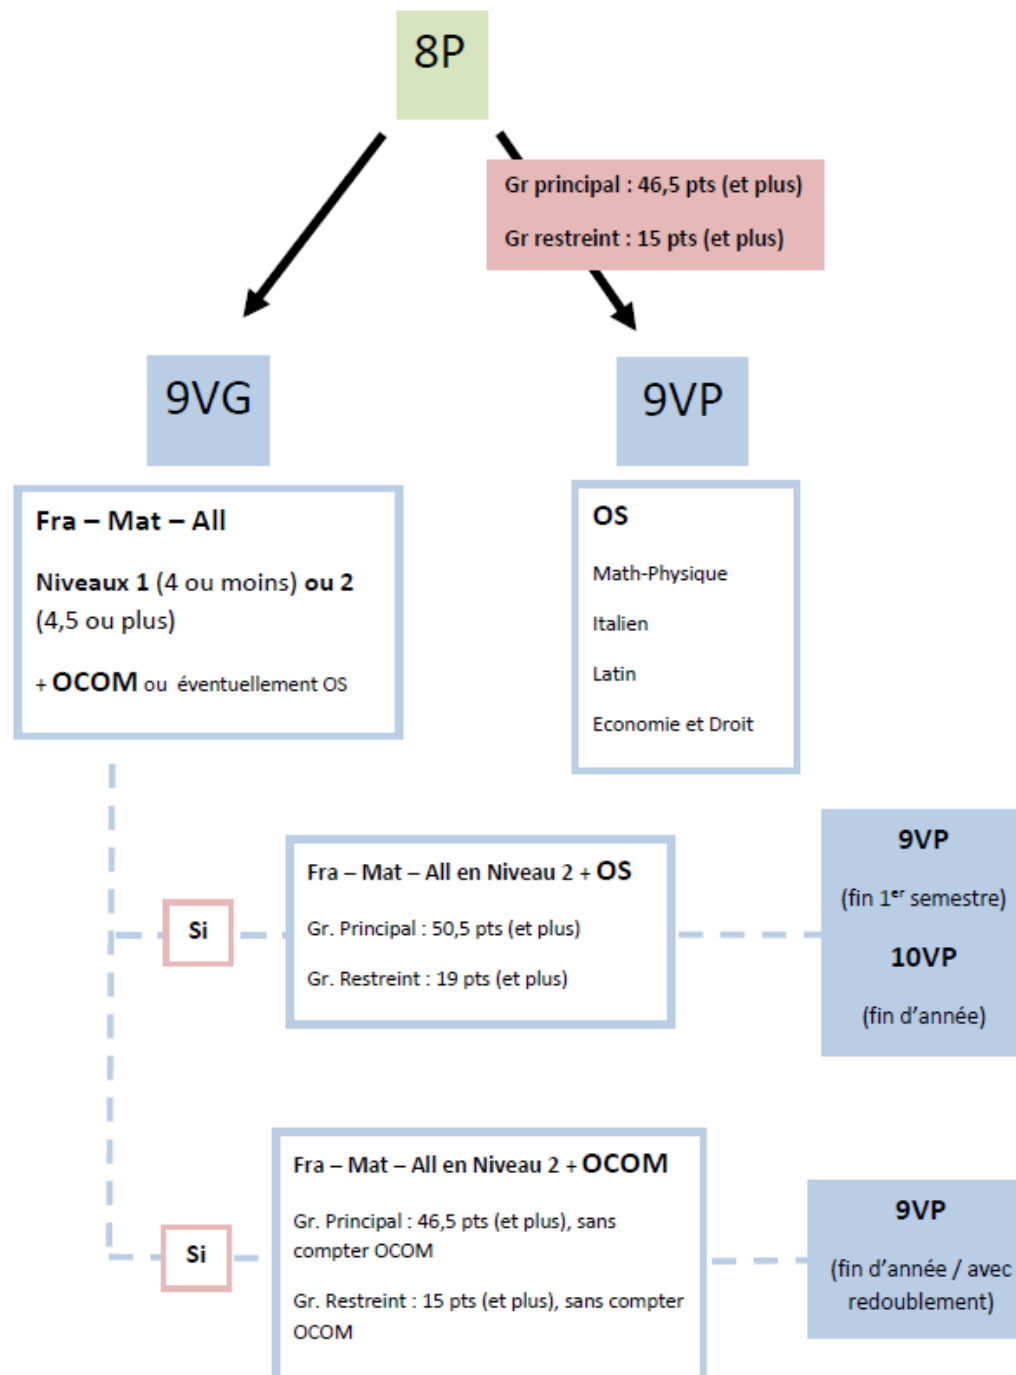 8P
Gr principal : 46,5 pts (et plus)
Gr restreint : 15 pts (et plus)
9VG
9VP
Fra – Mat – All
Niveaux 1 (4 ou moins) ou 2
(4,5 ou plus)
+ OCOM ou éventuellement OS
OS
Math-Physique
Italien
Latin
Economie et Droit
Si
Fra – Mat – All en Niveau 2 + OS
Gr. Principal : 50,5 pts (et plus)
Gr. Restreint : 19 pts (et plus)
9VP
(fin 1er semestre)
10VP
(fin d'année)
Si
Fra – Mat – All en Niveau 2 + OCOM
Gr. Principal : 46,5 pts (et plus), sans
compter OCOM
Gr. Restreint : 15 pts (et plus), sans compter
OCOM
9VP
(fin d'année / avec
redoublement)